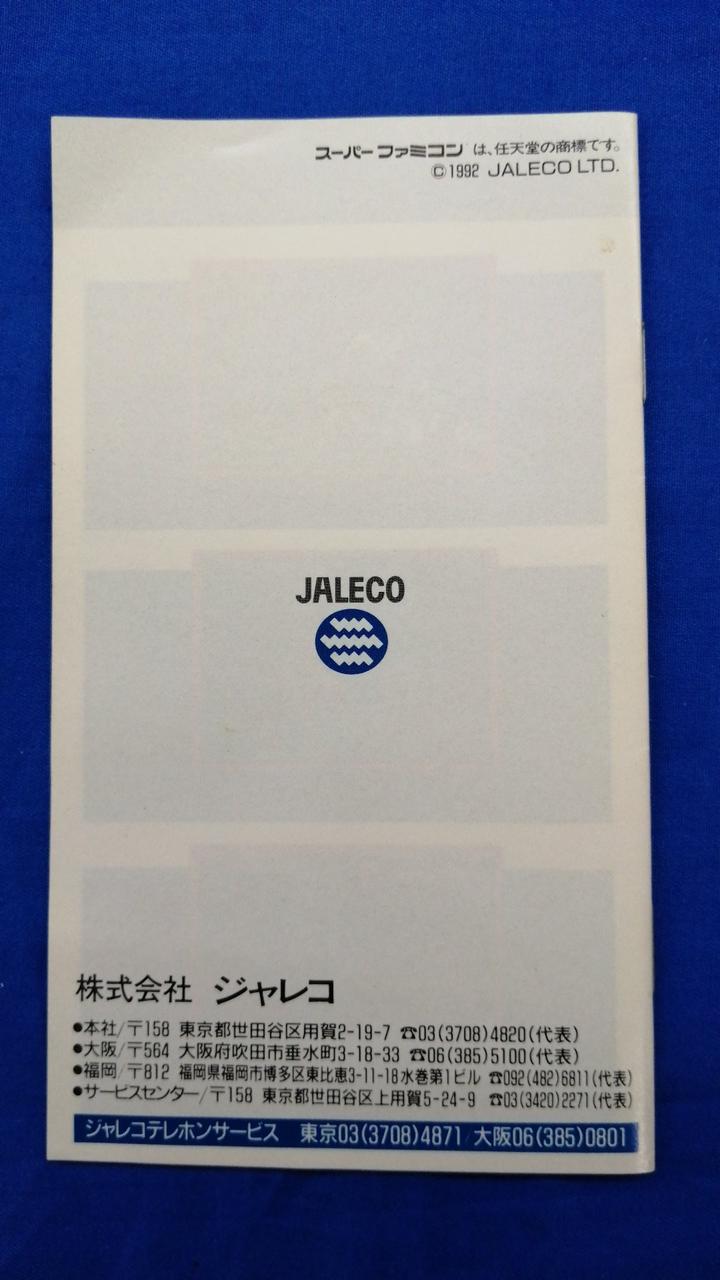 スーパーファミコンは、任天堂の商標です。
©1992 JALECO LTD.
JALECO
株式会社 ジャレコ
●本社/〒158 東京都世田谷区用賀2-19-7 ☎03(3708)4820(代表)
●大阪/〒564 大阪府吹田市垂水町3-18-33 ☎06(385)5100(代表)
●福岡/〒812 福岡県福岡市博多区東比恵3-11-18水巻第1ビル ☎092(482)6811(代表)
●サービスセンター/〒158 東京都世田谷区上用賀5-24-9 ☎03(3420)2271(代表)
ジャレコテレホンサービス 東京03(3708)4871/大阪06(385)0801